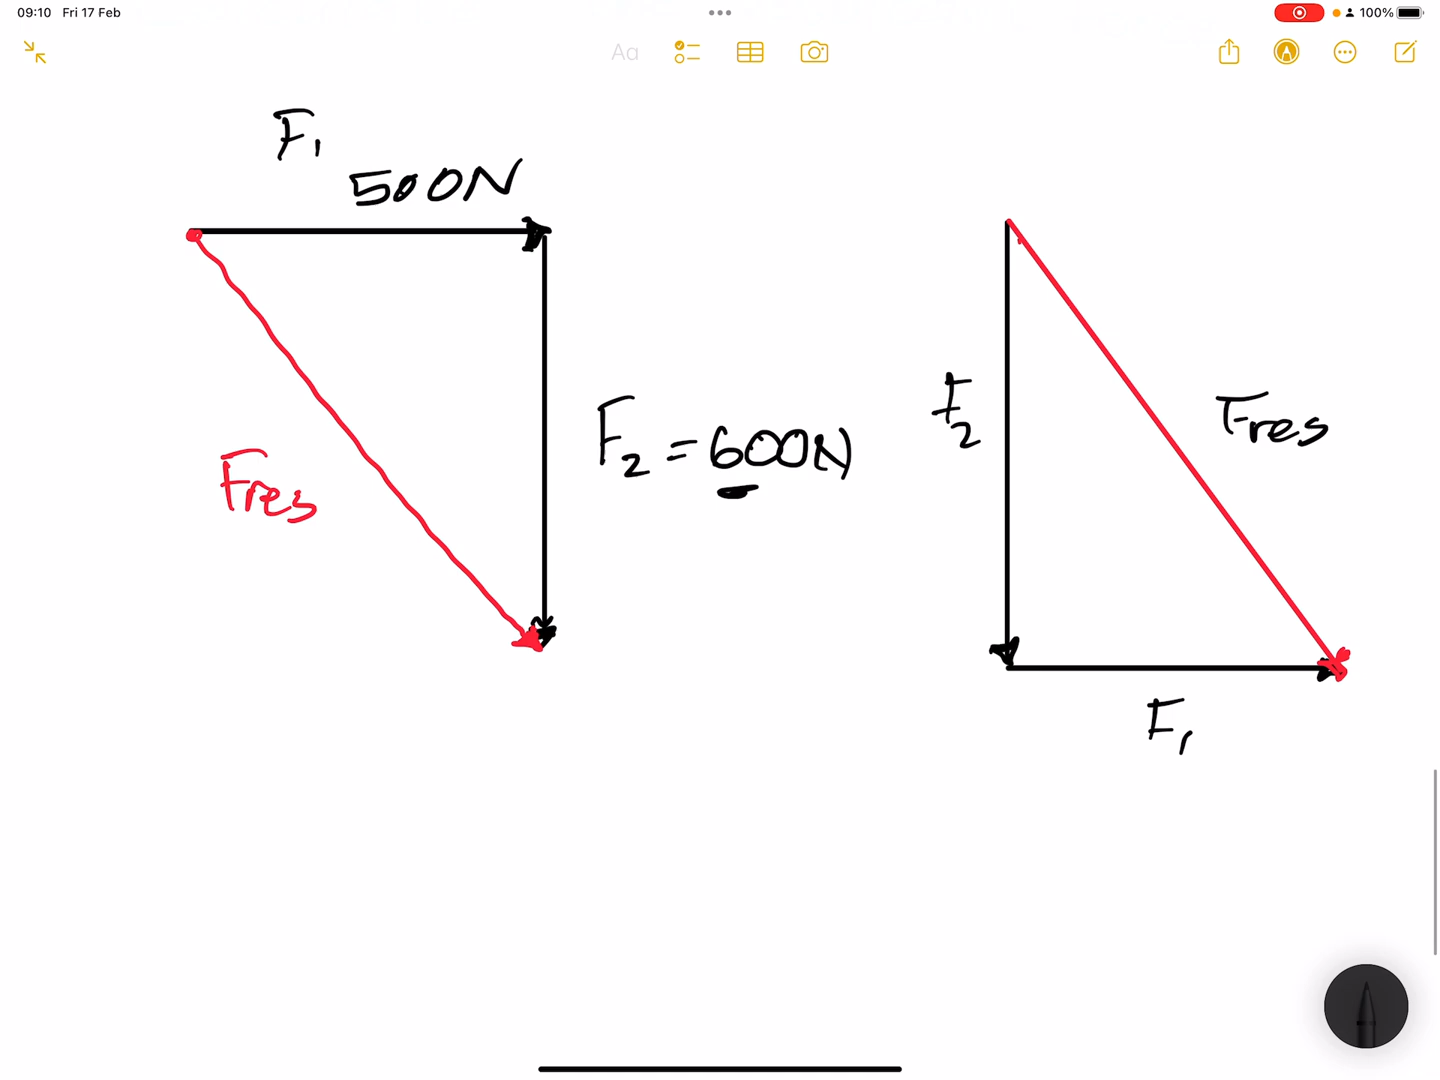 09:10 Fri 17 Feb
100%
Aa
F₁
500N
F₂ = 600N
Fres
F₂
Fres
F₁